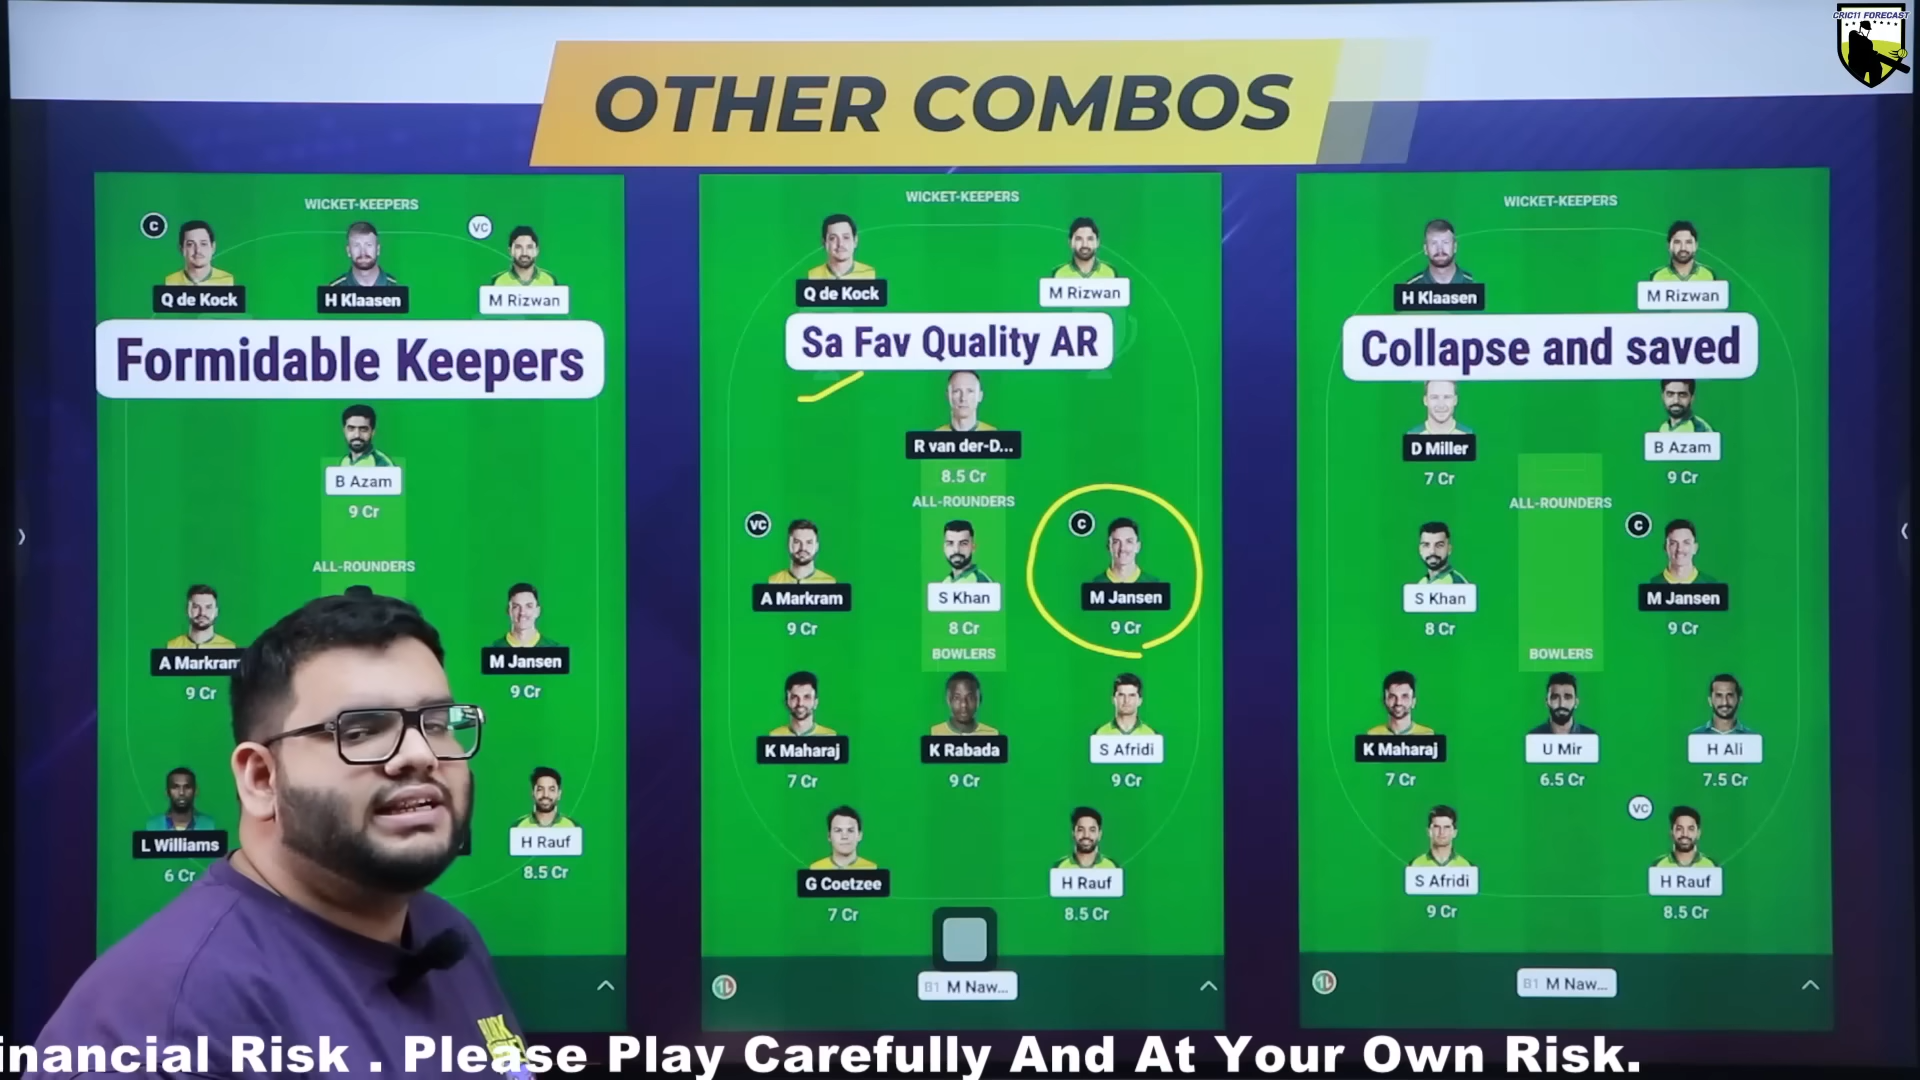 CRIC11 FORECAST
OTHER COMBOS
WICKET-KEEPERS
C
VC
Q de Kock
H Klaasen
M Rizwan
Formidable Keepers
B Azam
9 Cr
ALL-ROUNDERS
A Markram
9 Cr
M Jansen
9 Cr
L Williams
6 Cr
H Rauf
8.5 Cr
WICKET-KEEPERS
Q de Kock
M Rizwan
Sa Fav Quality AR
R van der-D...
8.5 Cr
ALL-ROUNDERS
VC
C
A Markram
S Khan
M Jansen
9 Cr
8 Cr
9 Cr
BOWLERS
K Maharaj
K Rabada
S Afridi
7 Cr
9 Cr
9 Cr
G Coetzee
H Rauf
7 Cr
8.5 Cr
B1 M Naw...
WICKET-KEEPERS
H Klaasen
M Rizwan
Collapse and saved
D Miller
B Azam
7 Cr
9 Cr
ALL-ROUNDERS
C
S Khan
M Jansen
8 Cr
9 Cr
BOWLERS
K Maharaj
U Mir
H Ali
7 Cr
6.5 Cr
7.5 Cr
VC
S Afridi
H Rauf
9 Cr
8.5 Cr
B1 M Naw...
inancial Risk . Please Play Carefully And At Your Own Risk.